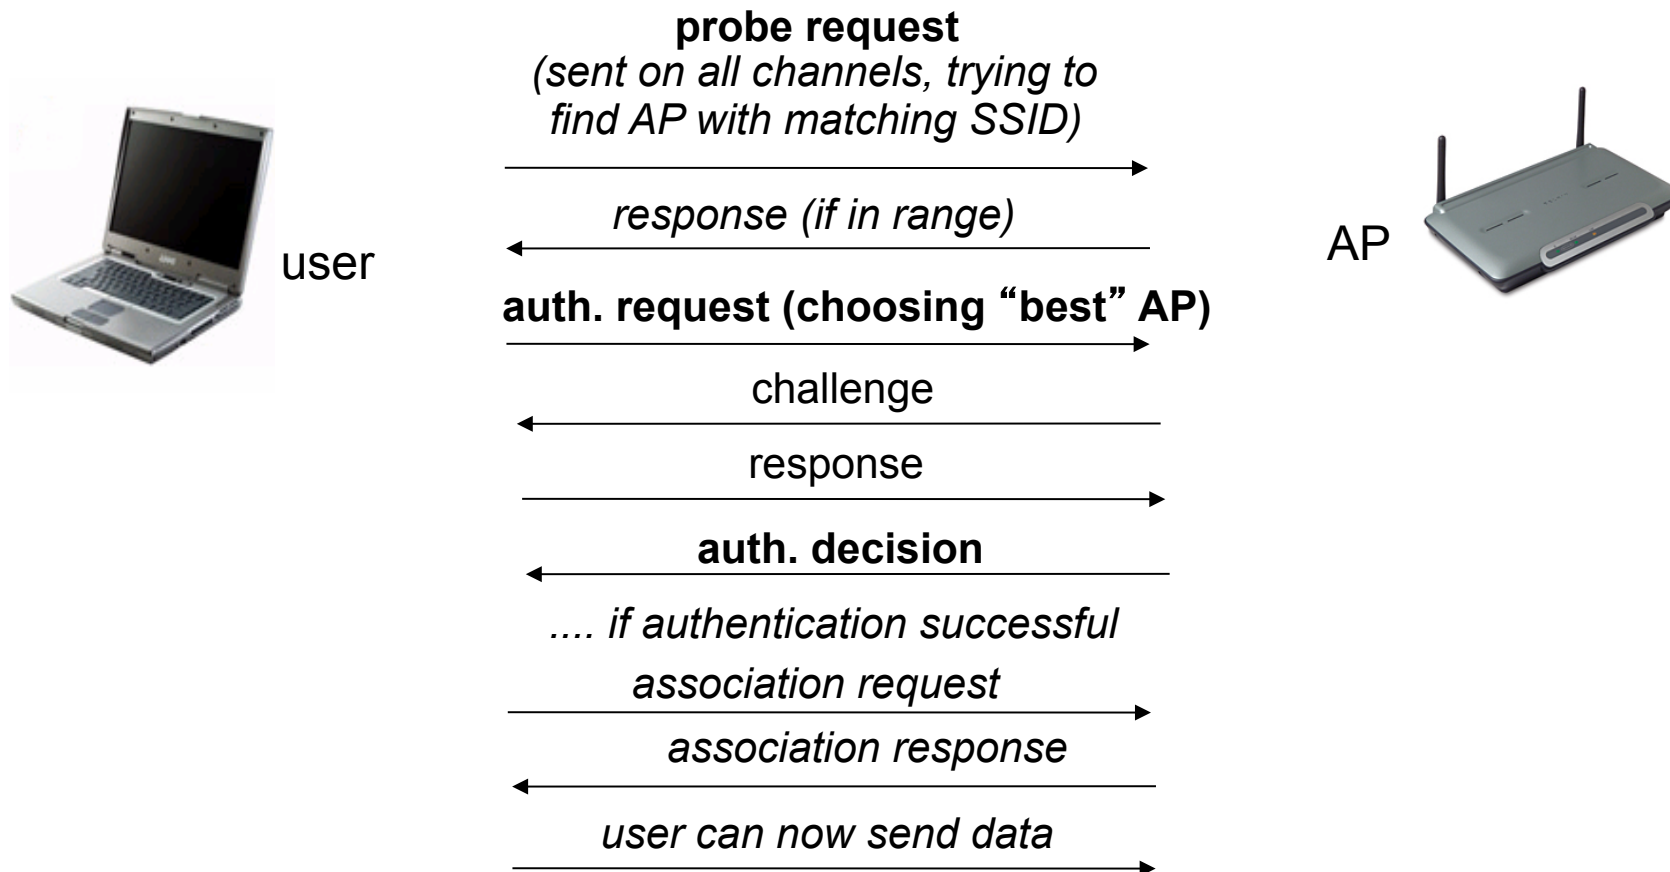 probe request
(sent on all channels, trying to
find AP with matching SSID)
response (if in range)
user
AP
auth. request (choosing “best” AP)
challenge
response
auth. decision
.... if authentication successful
association request
association response
user can now send data